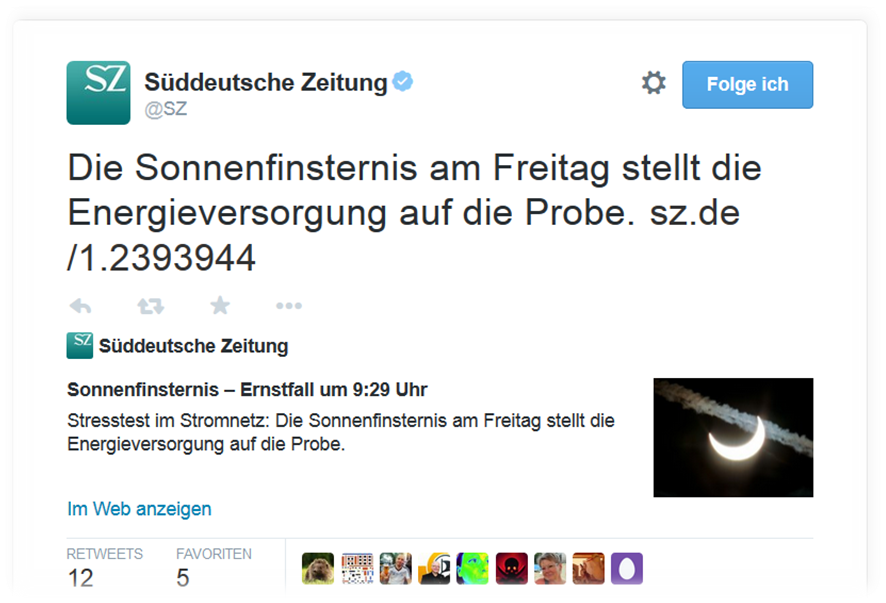 SZ
Süddeutsche Zeitung
@SZ
Folge ich
Die Sonnenfinsternis am Freitag stellt die
Energieversorgung auf die Probe. sz.de
/1.2393944
SZ
Süddeutsche Zeitung
Sonnenfinsternis – Ernstfall um 9:29 Uhr
Stresstest im Stromnetz: Die Sonnenfinsternis am Freitag stellt die
Energieversorgung auf die Probe.
Im Web anzeigen
RETWEETS
12
FAVORITEN
5